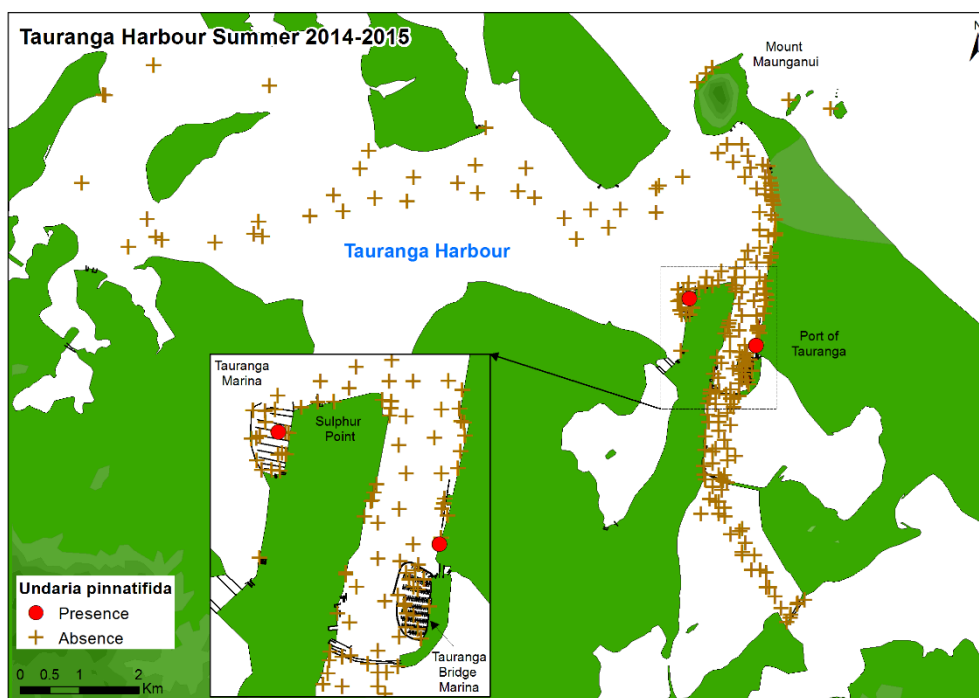 Tauranga Harbour Summer 2014-2015
N
Mount
Maunganui
Tauranga Harbour
Port of
Tauranga
Tauranga
Marina
Sulphur
Point
Tauranga
Bridge
Marina
Undaria pinnatifida
Presence
Absence
0 0.5 1 2
Km